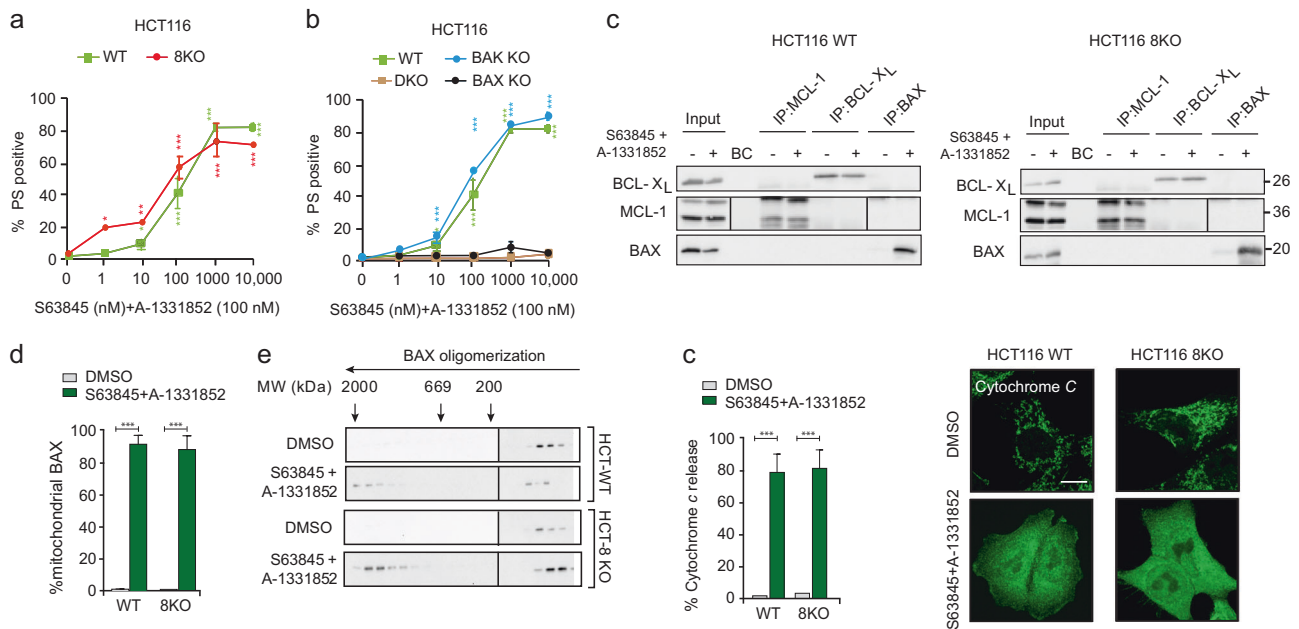 a
HCT116
WT 8KO
% PS positive
100
80
60
40
20
0
0 1 10 100 1000 10,000
S63845 (nM)+A-1331852 (100 nM)
*** *** *** *** * ** * *** ***
b
HCT116
WT BAK KO
DKO BAX KO
% PS positive
100
80
60
40
20
0
0 1 10 100 1000 10,000
S63845 (nM)+A-1331852 (100 nM)
c
HCT116 WT
IP:MCL-1 IP:BCL-XL IP:BAX
S63845 + Input
A-1331852 - + BC - + - + - +
BCL-XL
MCL-1
BAX
HCT116 8KO
IP:MCL-1 IP:BCL-XL IP:BAX
S63845 + Input
A-1331852 - + BC - + - + - +
BCL-XL 26
MCL-1 36
BAX 20
d
DMSO
S63845+A-1331852
%mitochondrial BAX
*** ***
100
80
60
40
20
0
WT 8KO
e
BAX oligomerization
MW (kDa) 2000 669 200
DMSO
S63845 +
A-1331852
HCT-WT
DMSO
S63845 +
A-1331852
HCT-8 KO
c
DMSO
S63845+A-1331852
% Cytochrome c release
*** ***
100
80
60
40
20
0
WT 8KO
HCT116 WT HCT116 8KO
Cytochrome C
DMSO
S63845+A-1331852